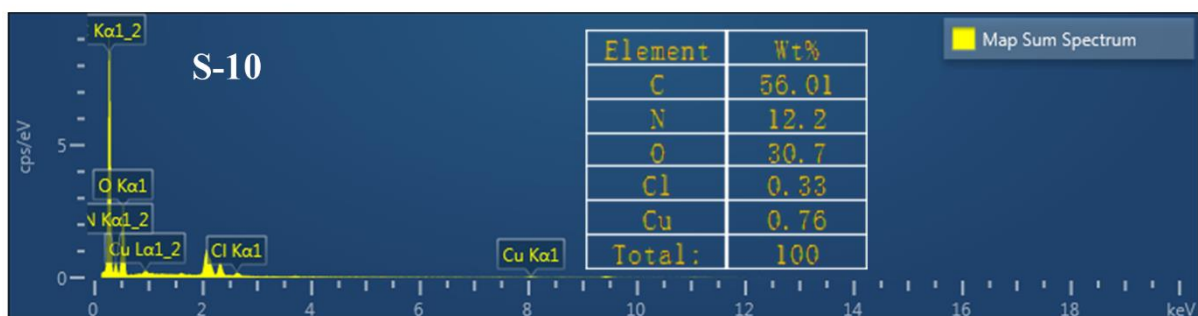 Kα1_2
S-10
Map Sum Spectrum
Element Wt%
C 56.01
N 12.2
O 30.7
Cl 0.33
Cu 0.76
Total: 100
cps/eV
5
0
O Kα1
N Kα1_2
Cu Lα1_2
Cl Kα1
Cu Kα1
0 2 4 6 8 10 12 14 16 18 keV